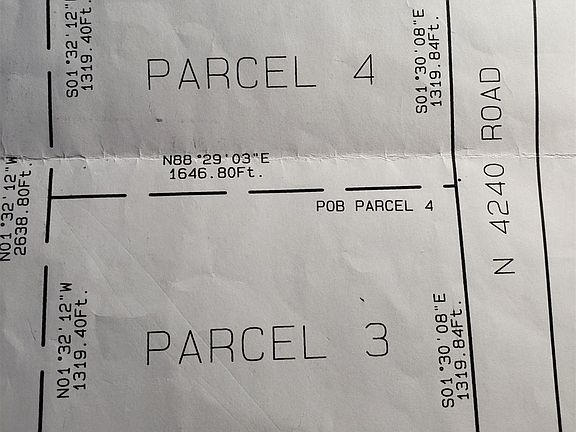 S01°32'12"W
1319.40Ft.
PARCEL 4
S01°30'08"E
1319.84Ft.
N 4240 ROAD
N88°29'03"E
1646.80Ft.
N01°32'12"W
2638.80Ft.
POB PARCEL 4
N01°32'12"W
1319.40Ft.
PARCEL 3
S01°30'08"E
1319.84Ft.